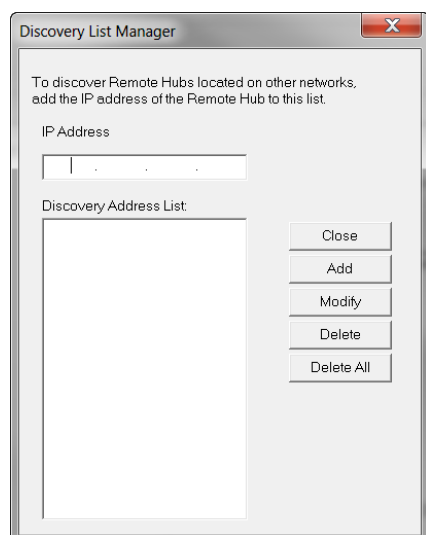 Discovery List Manager
To discover Remote Hubs located on other networks,
add the IP address of the Remote Hub to this list.
IP Address
. . .
Discovery Address List:
Close
Add
Modify
Delete
Delete All